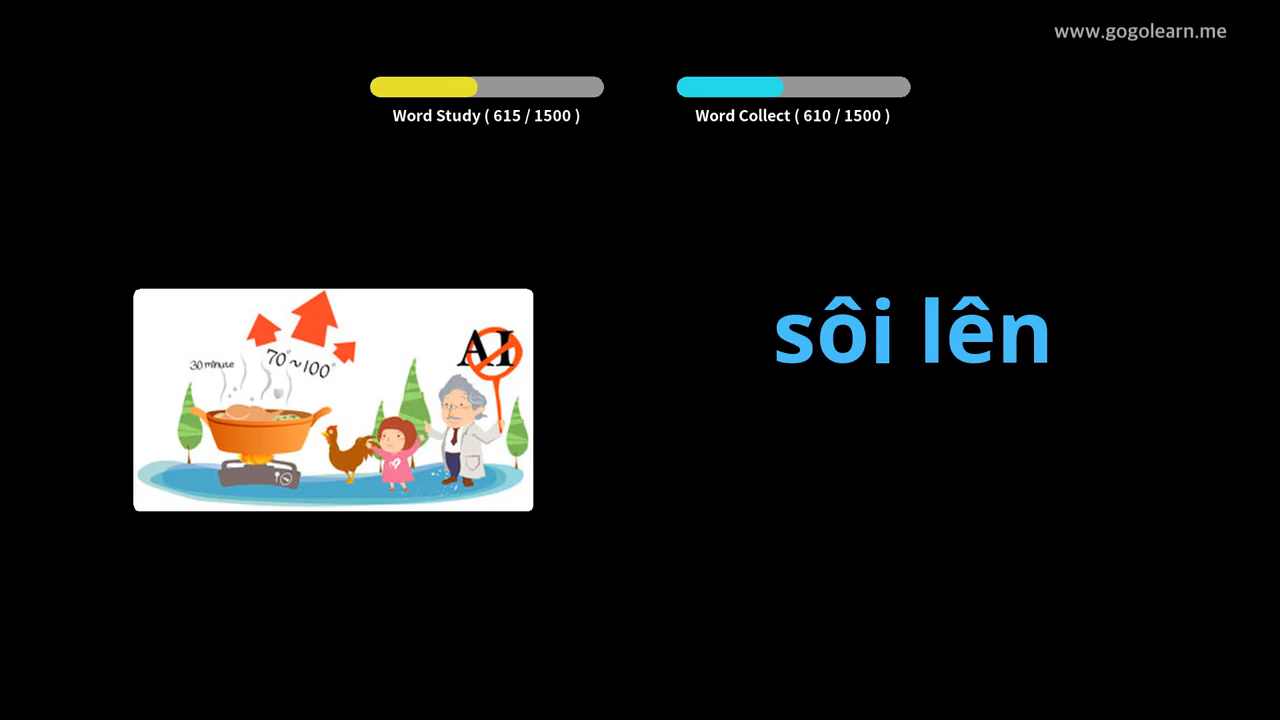 www.gogolearn.me
Word Study ( 615 / 1500 )
Word Collect ( 610 / 1500 )
sôi lên
30 minute
70°~100°
AI